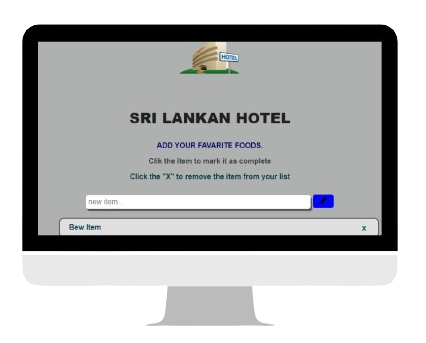 HOTEL
SRI LANKAN HOTEL
ADD YOUR FAVARITE FOODS.
Clik the item to mark it as complete
Click the "X" to remove the item from your list
new item...
Bew Item x